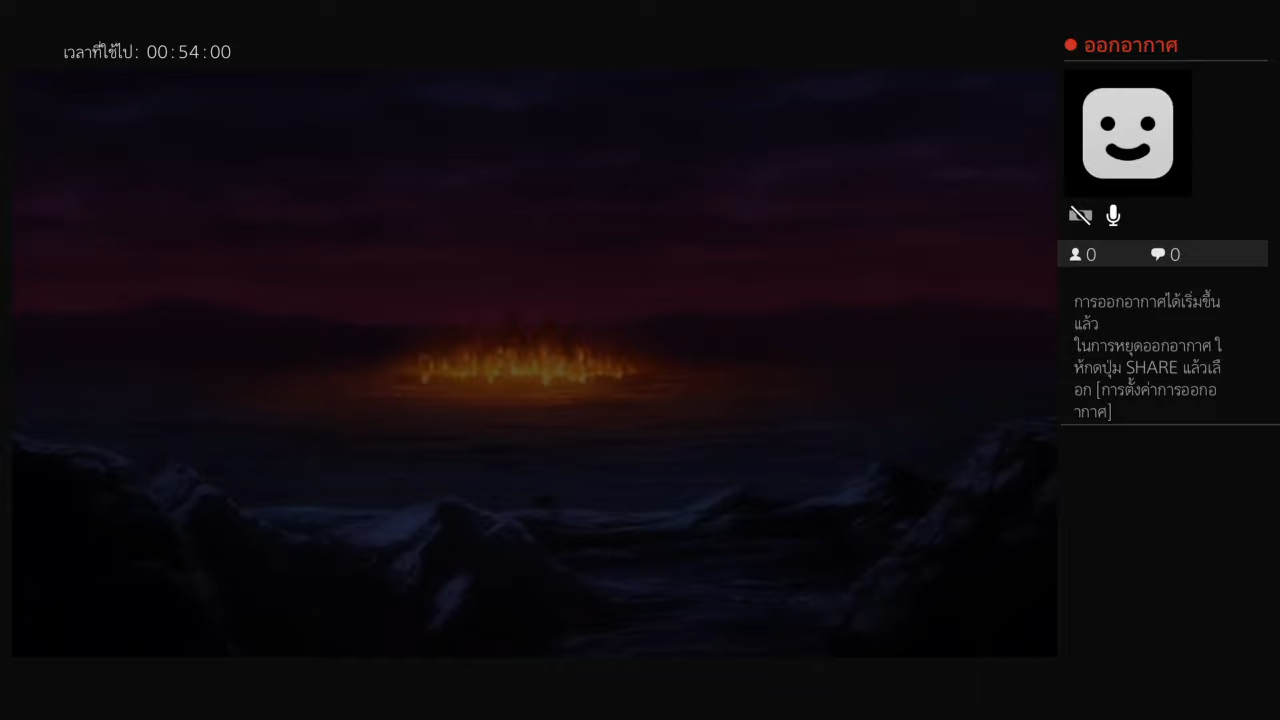 เวลาที่ใช้ไป: 00:54:00
ออกอากาศ
0 0
การออกอากาศได้เริ่มขึ้น
แล้ว
ในการหยุดออกอากาศ ใ
ห้กดปุ่ม SHARE แล้วเลื
อก [การตั้งค่าการออกอ
ากาศ]